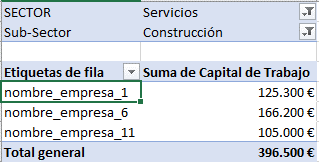 SECTOR Servicios
Sub-Sector Construcción
Etiquetas de fila Suma de Capital de Trabajo
nombre_empresa_1 125.300 €
nombre_empresa_6 166.200 €
nombre_empresa_11 105.000 €
Total general 396.500 €